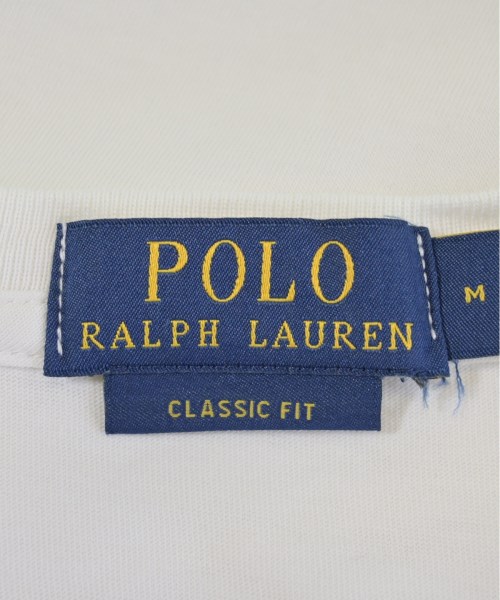 POLO
RALPH LAUREN
M
CLASSIC FIT